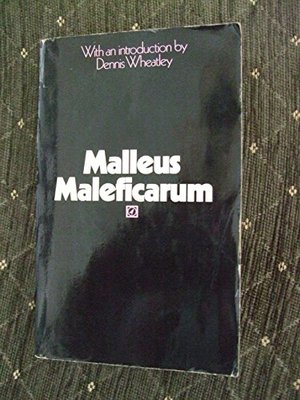 With an introduction by
Dennis Wheatley
Malleus
Maleficarum